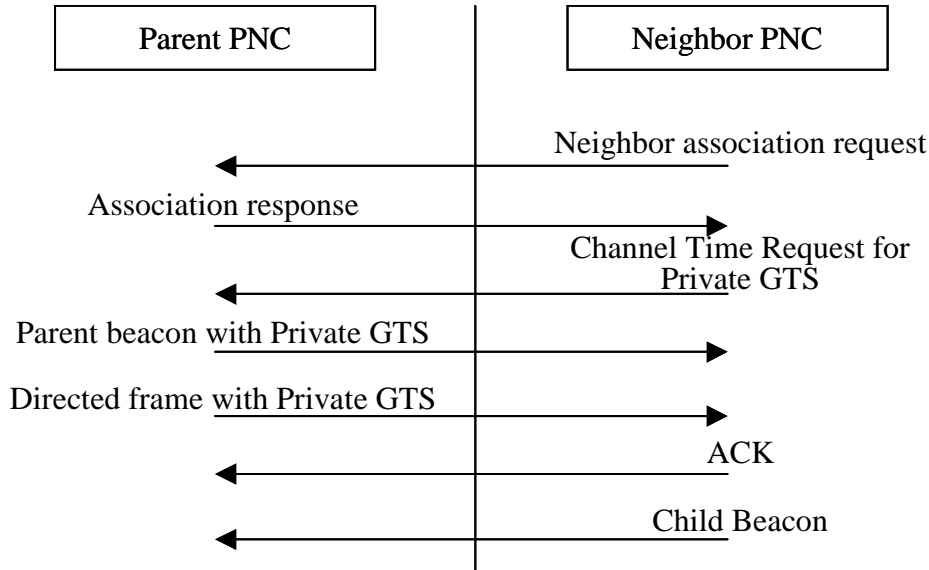 Parent PNC
Neighbor PNC
Neighbor association request
Association response
Channel Time Request for
Private GTS
Parent beacon with Private GTS
Directed frame with Private GTS
ACK
Child Beacon